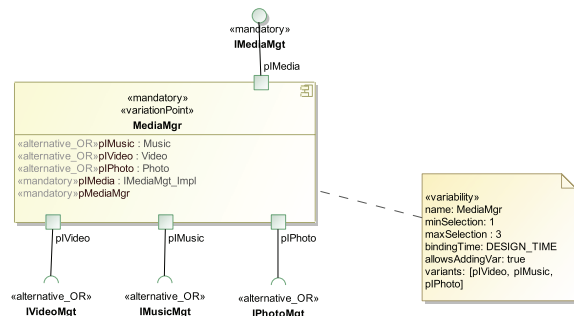 «mandatory»
IMediaMgt
pIMedia
«mandatory»
«variationPoint»
MediaMgr
«alternative_OR»pIMusic : Music
«alternative_OR»pIVideo : Video
«alternative_OR»pIPhoto : Photo
«mandatory»pIMedia : IMediaMgt_Impl
«mandatory»pMediaMgr
pIVideo
pIMusic
pIPhoto
«alternative_OR»
IVideoMgt
«alternative_OR»
IMusicMgt
«alternative_OR»
IPhotoMgt
«variability»
name: MediaMgr
minSelection: 1
maxSelection : 3
bindingTime: DESIGN_TIME
allowsAddingVar: true
variants: [pIVideo, pIMusic,
pIPhoto]